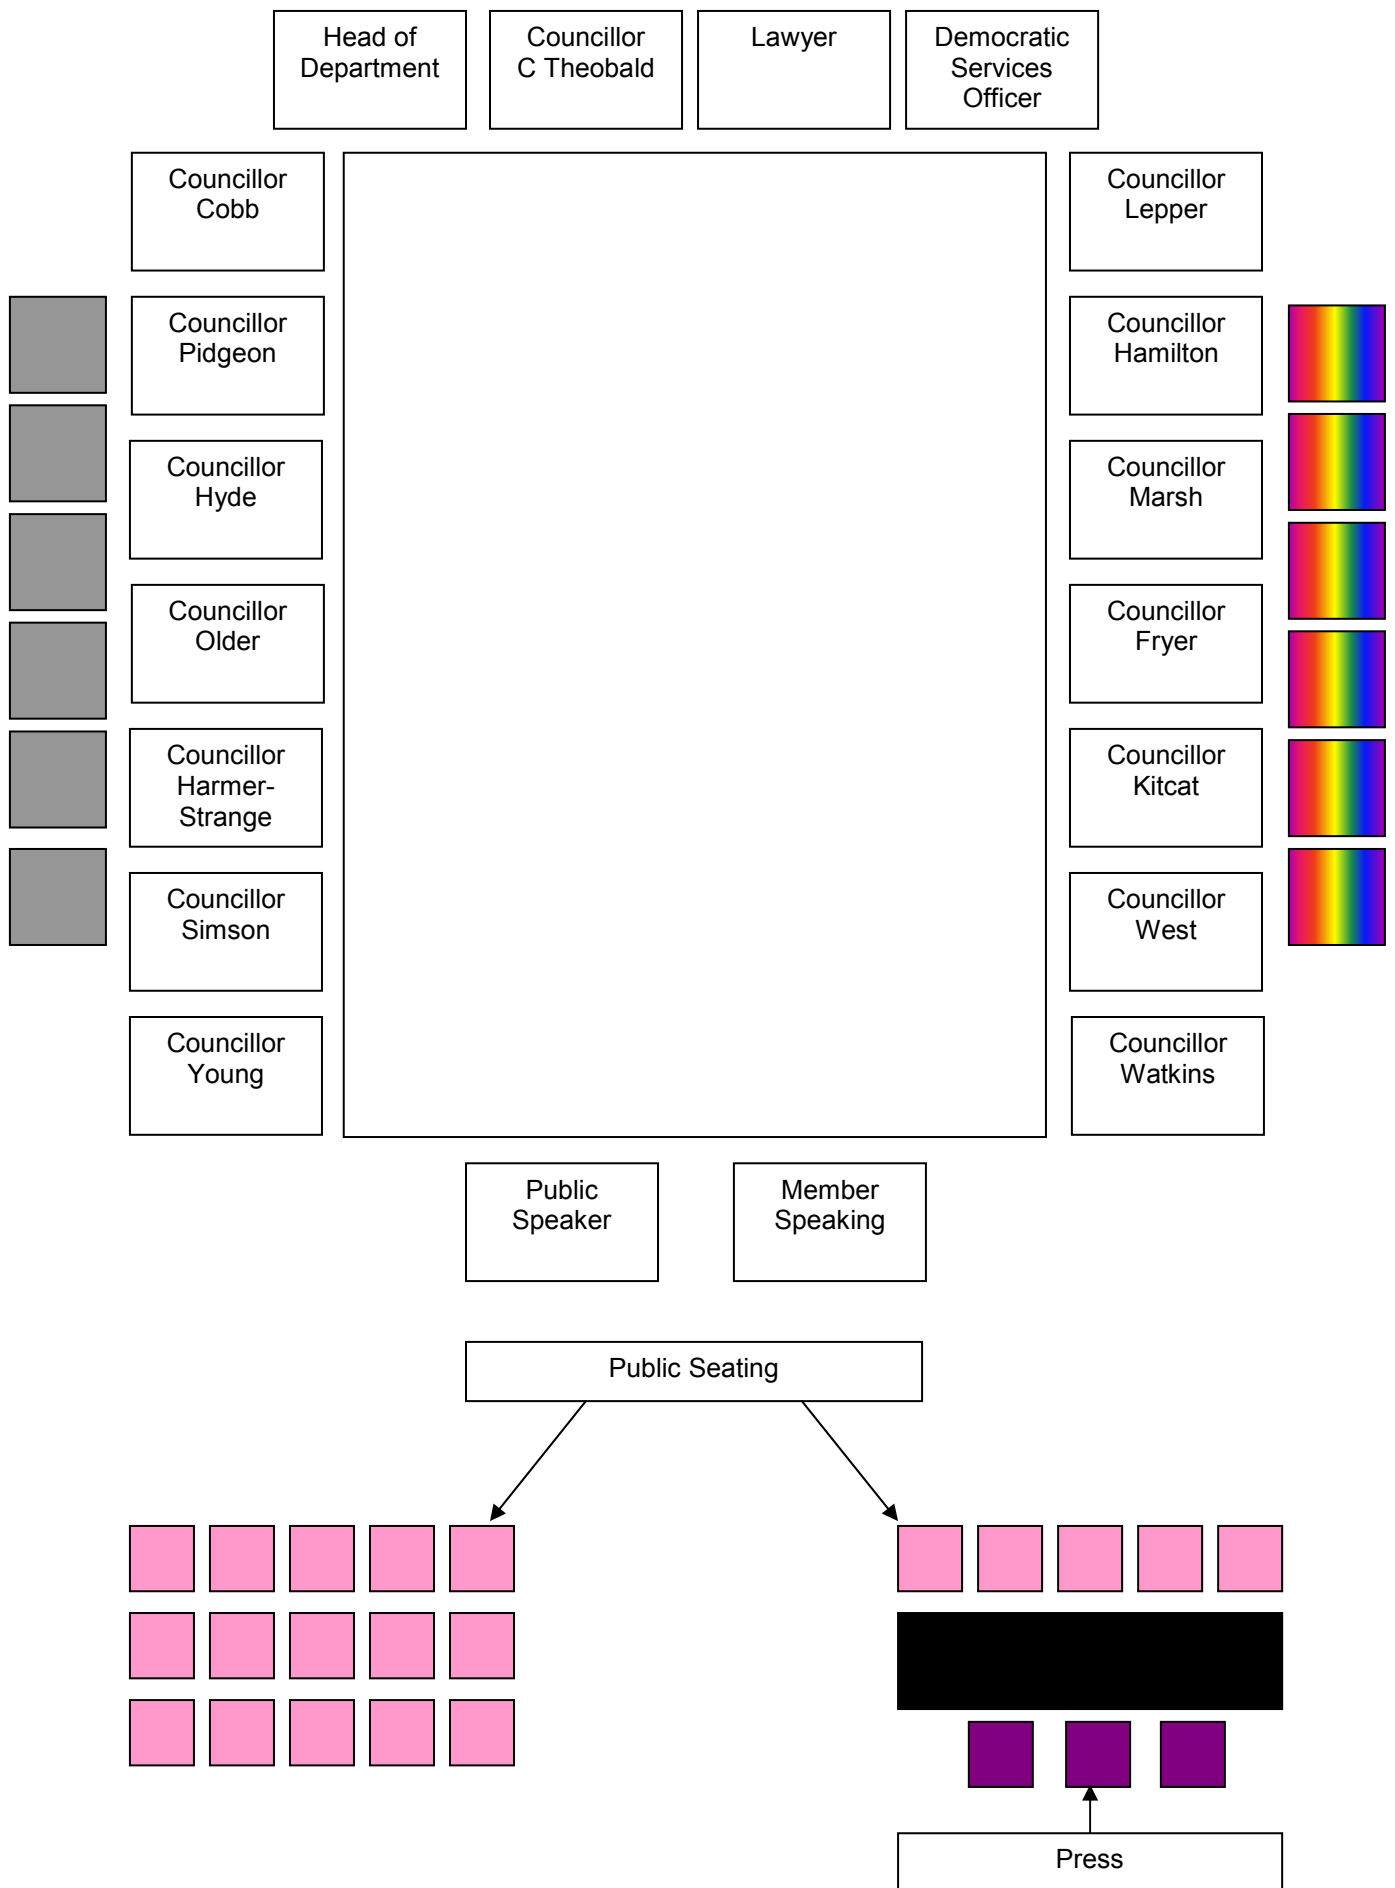 Head of
Department
Councillor
C Theobald
Lawyer
Democratic
Services
Officer
Councillor
Cobb
Councillor
Lepper
Councillor
Pidgeon
Councillor
Hamilton
Councillor
Hyde
Councillor
Marsh
Councillor
Older
Councillor
Fryer
Councillor
Harmer-
Strange
Councillor
Kitcat
Councillor
Simson
Councillor
West
Councillor
Young
Councillor
Watkins
Public
Speaker
Member
Speaking
Public Seating
Press